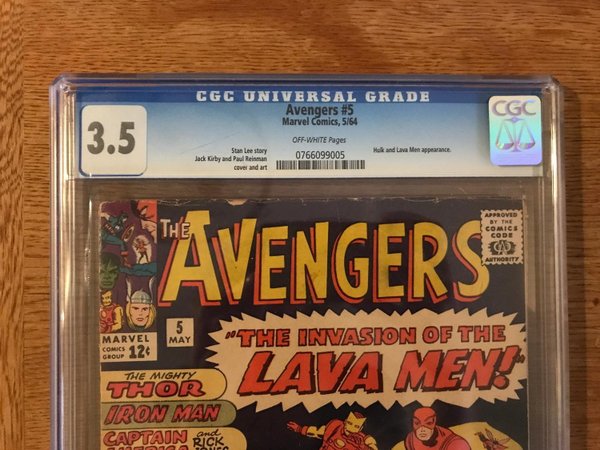 CGC UNIVERSAL GRADE
3.5
Avengers #5
Marvel Comics, 5/64
OFF-WHITE Pages
Stan Lee story
Jack Kirby and Paul Reinman
cover and art
0766099005
Hulk and Lava Men appearance.
CGC
THE AVENGERS
APPROVED
BY THE
COMICS
CODE
AUTHORITY
5
MAY
MARVEL
COMICS
GROUP 12¢
"THE INVASION OF THE
LAVA MEN!"
THE MIGHTY
THOR
IRON MAN
CAPTAIN
AMERICA
and
RICK
JONES